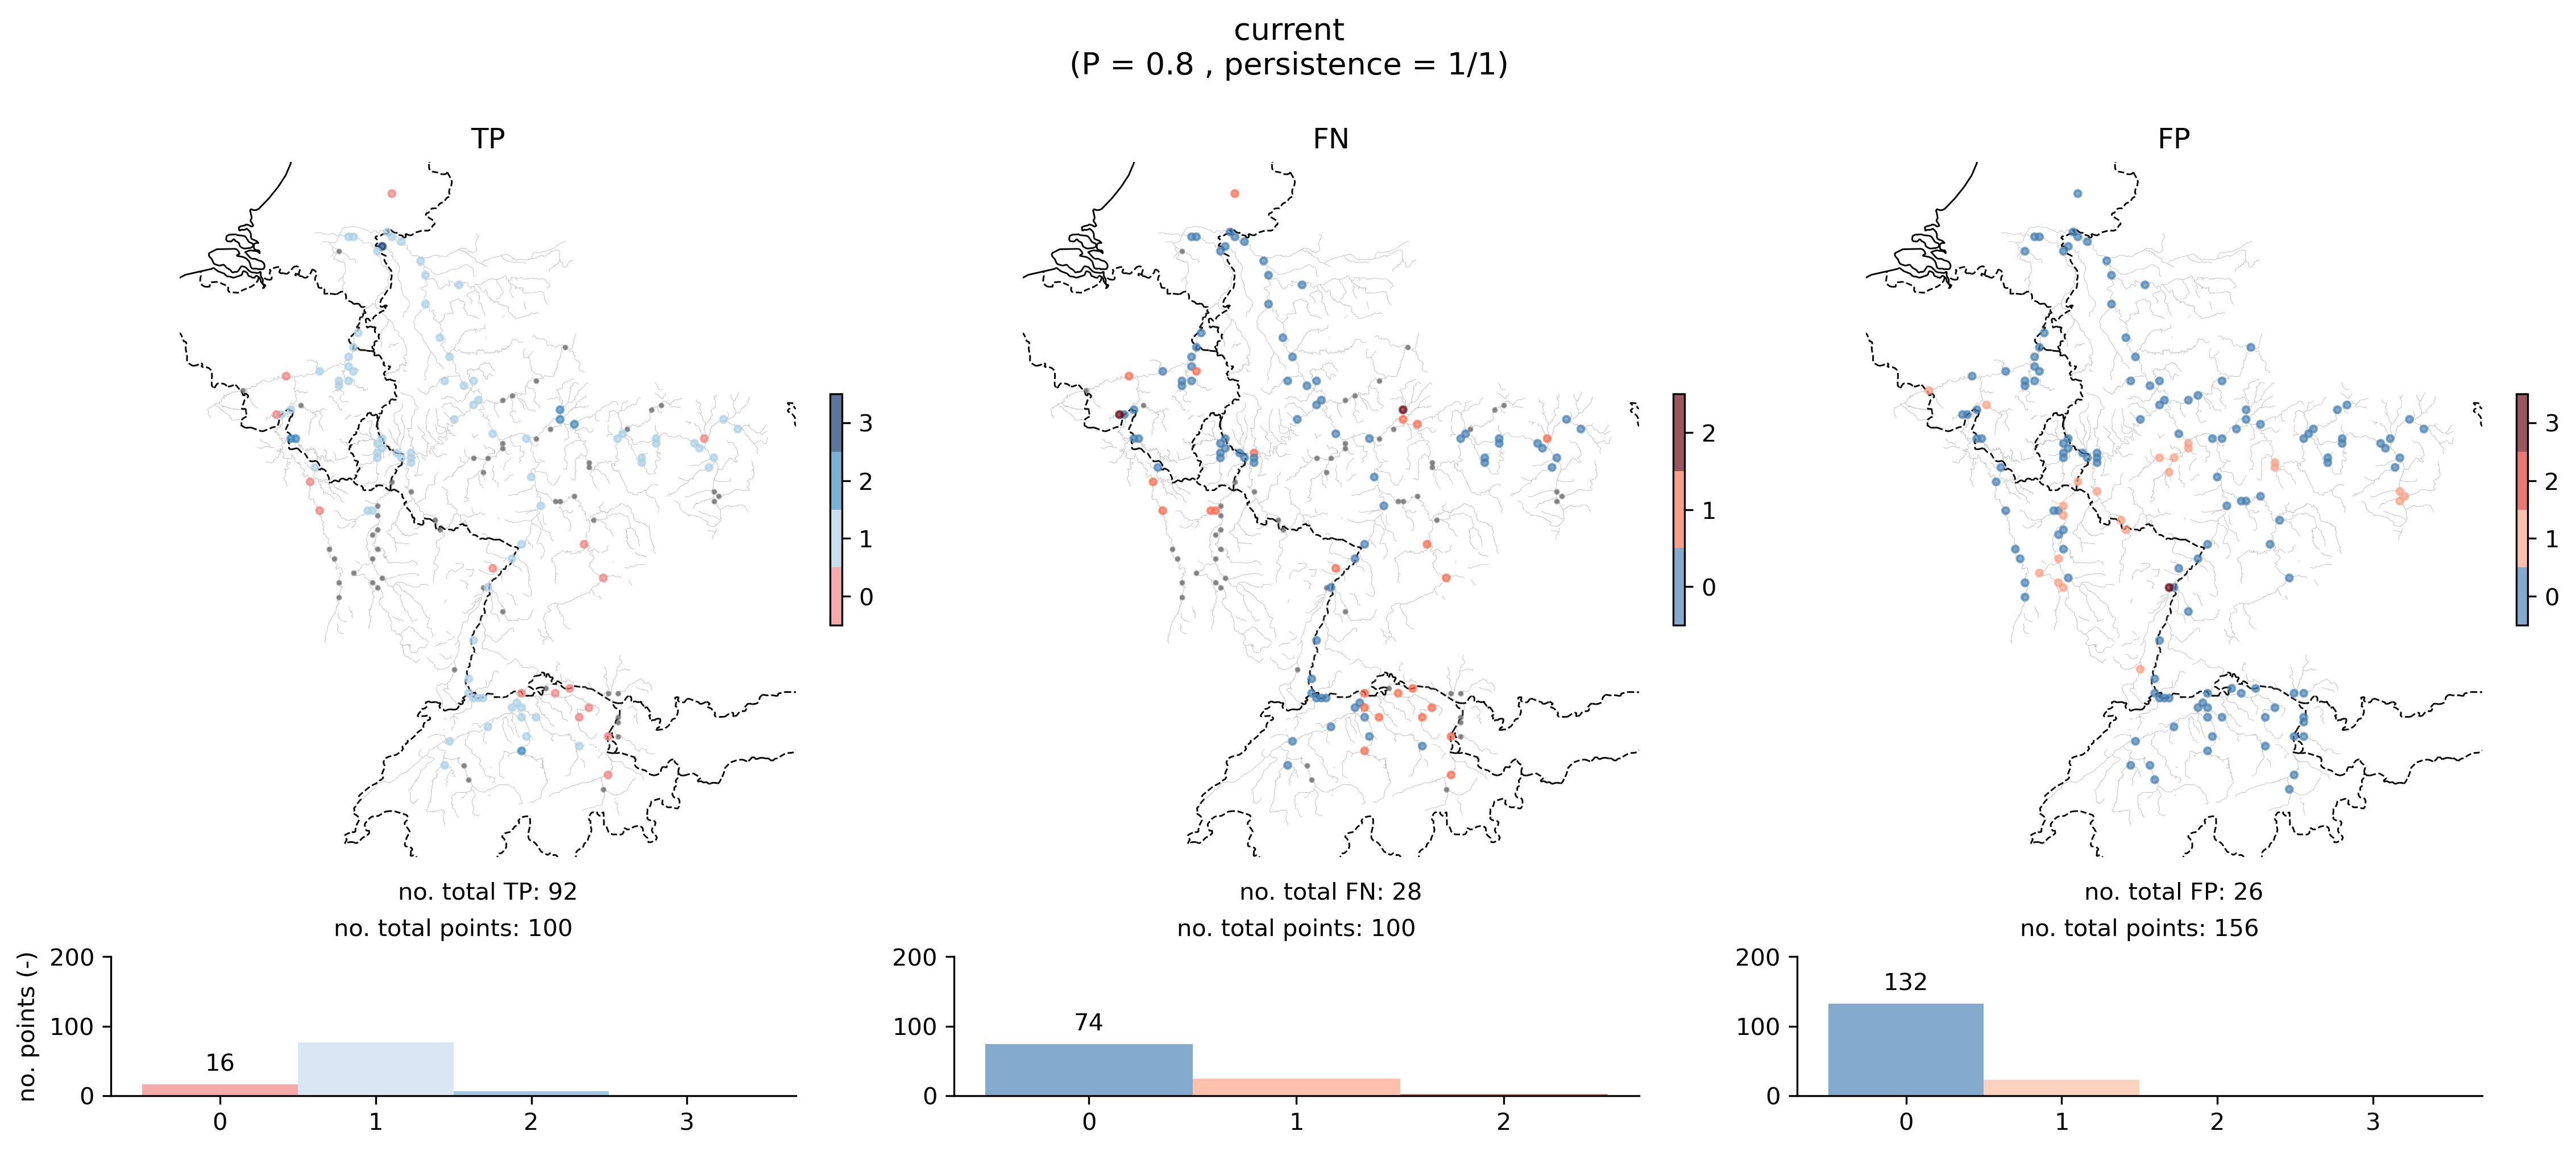 current
(P = 0.8 , persistence = 1/1)
TP
FN
FP
3
2
1
0
2
1
0
3
2
1
0
no. total TP: 92
no. total points: 100
no. total FN: 28
no. total points: 100
no. total FP: 26
no. total points: 156
no. points (-)
200
100
0
16
0
1
2
3
200
100
0
74
0
1
2
200
100
0
132
0
1
2
3